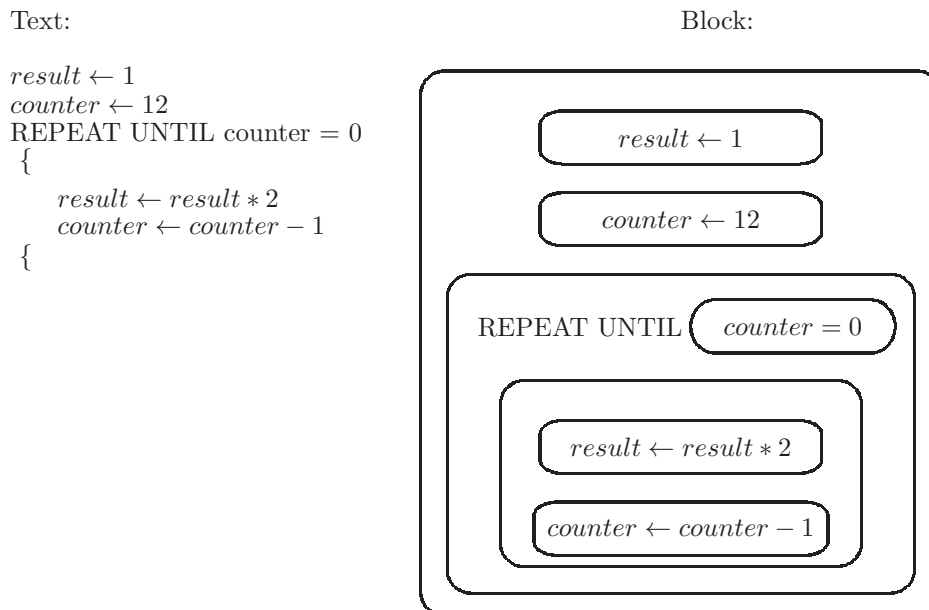 Text:
result ← 1
counter ← 12
REPEAT UNTIL counter = 0
{
result ← result * 2
counter ← counter − 1
{
Block:
result ← 1
counter ← 12
REPEAT UNTIL counter = 0
result ← result * 2
counter ← counter − 1